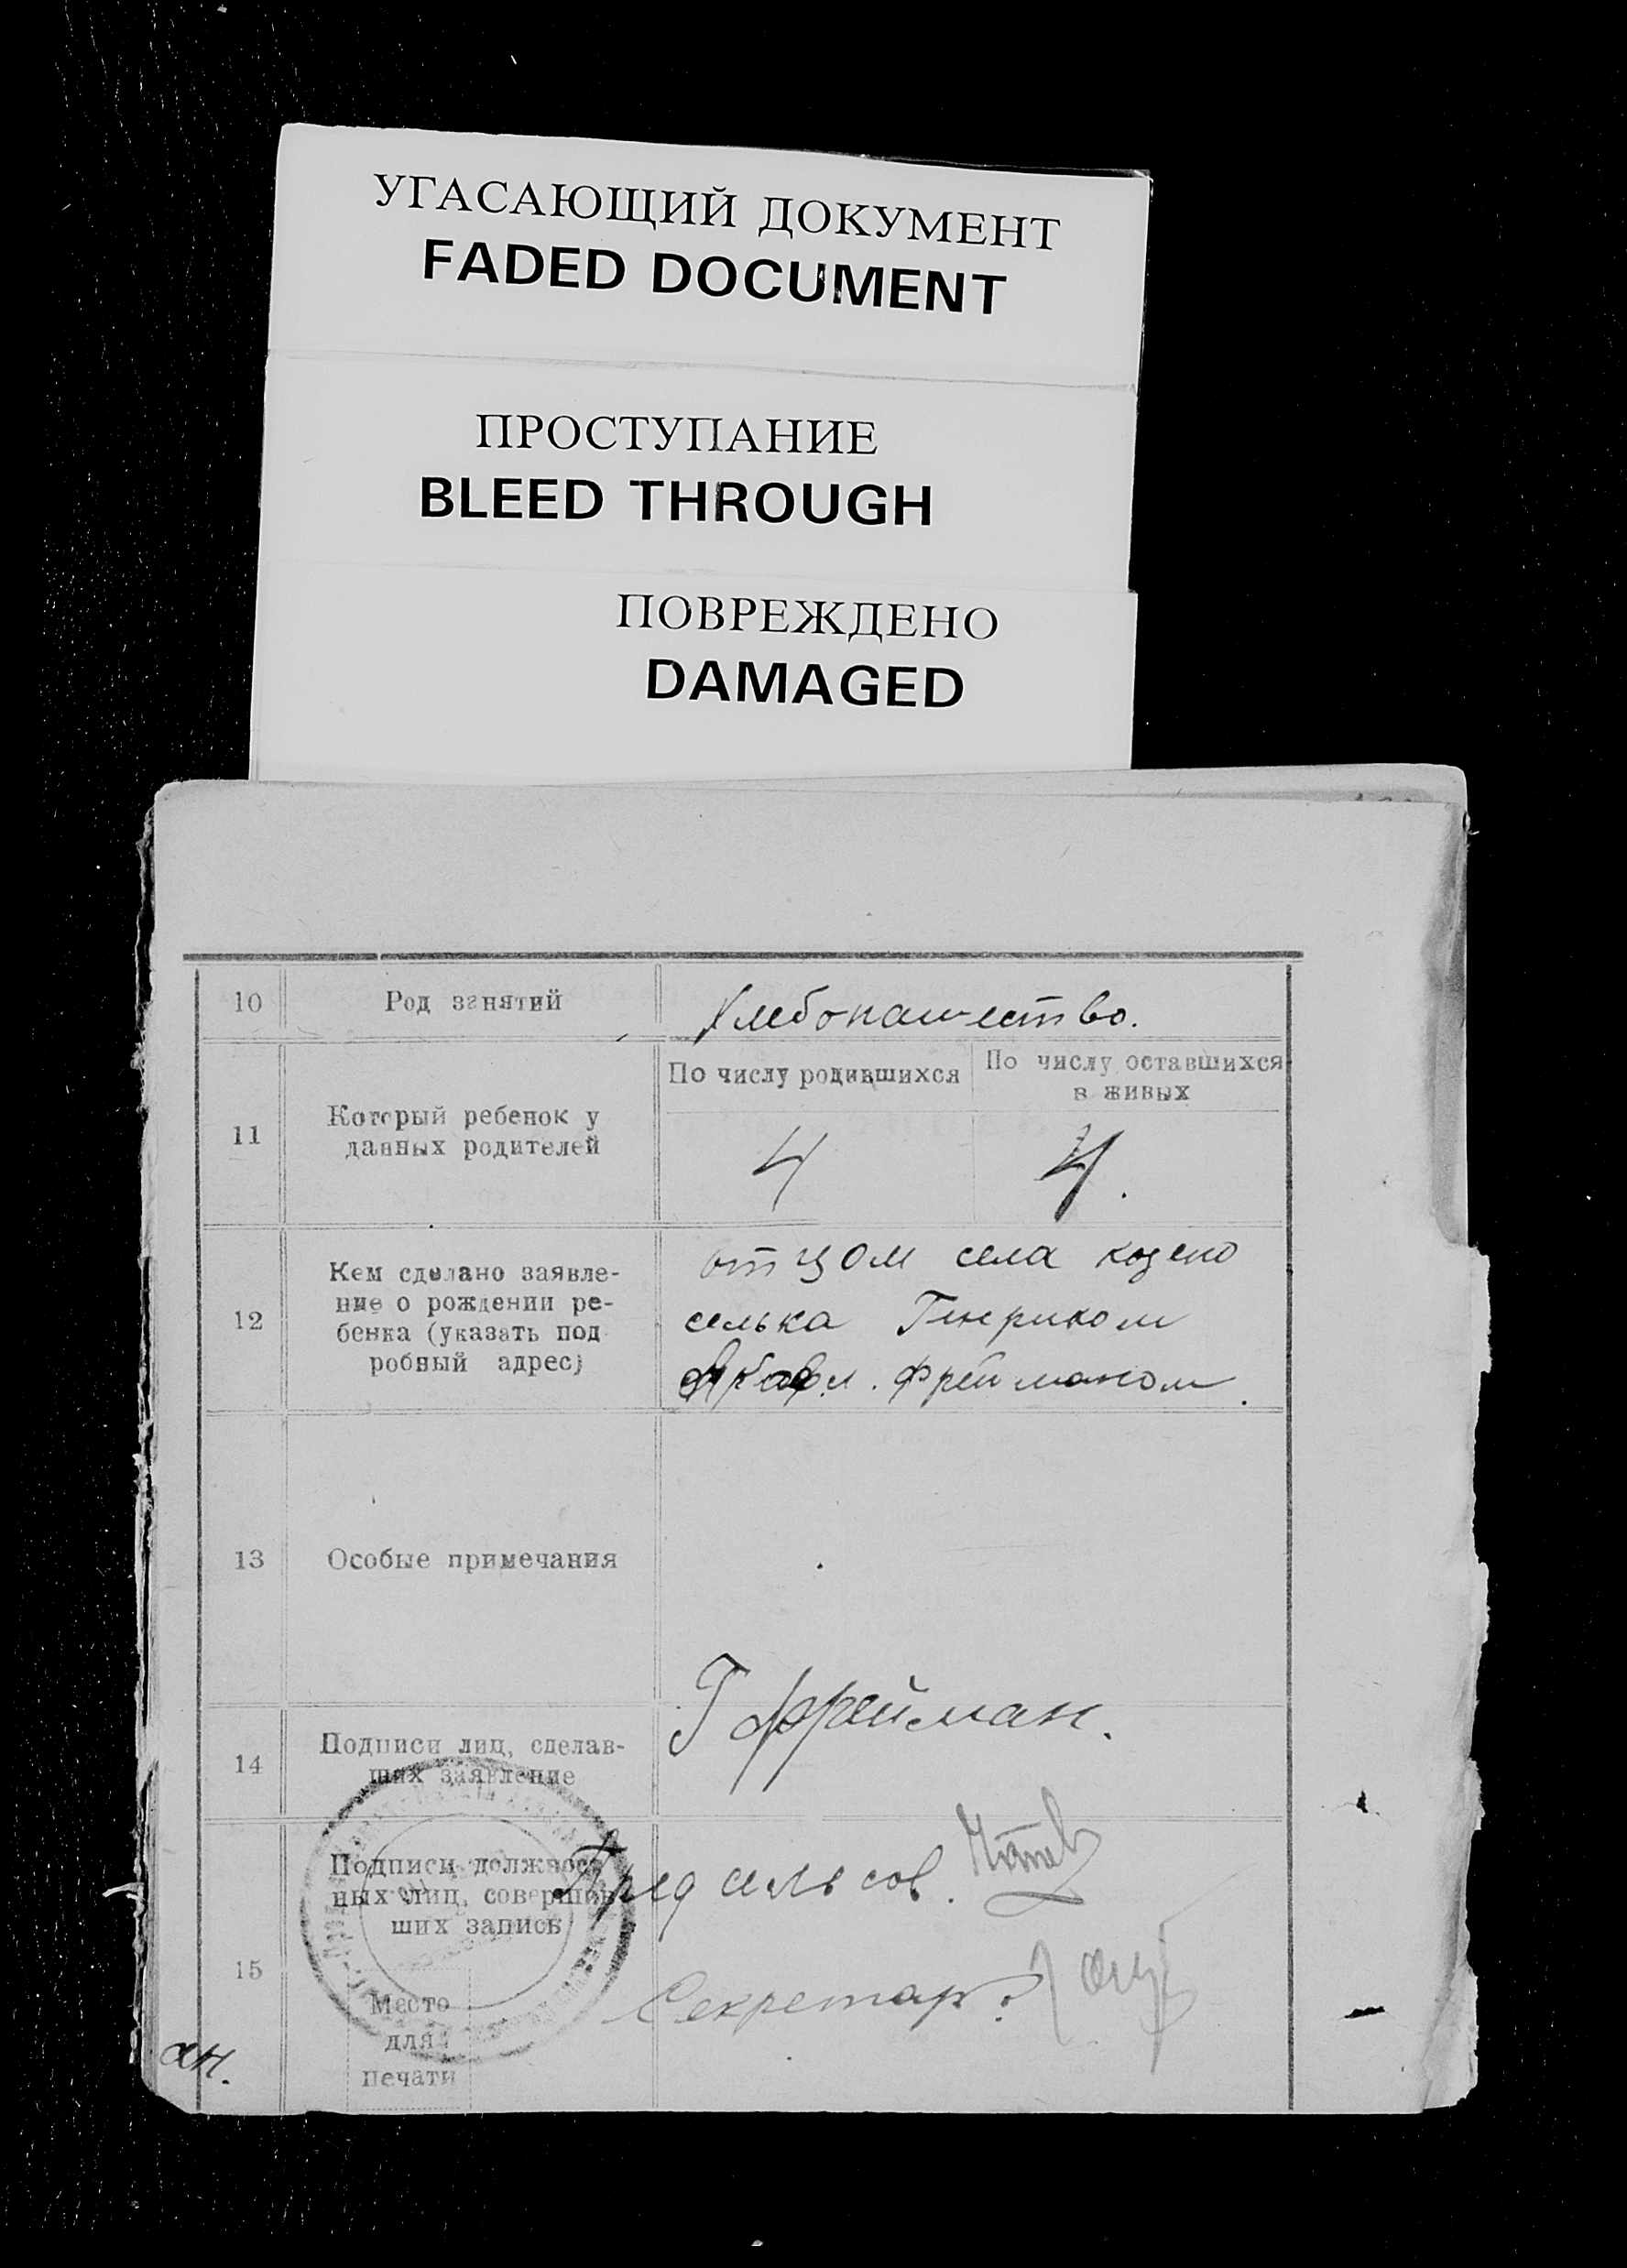 УГАСАЮЩИЙ ДОКУМЕНТ
FADED DOCUMENT
ПРОСТУПАНИЕ
BLEED THROUGH
ПОВРЕЖДЕНО
DAMAGED
10 Род занятий Хлебопашество.
11 Который ребенок у данных родителей
По числу родившихся
По числу оставшихся
в живых
4 4.
12 Кем сделано заявле-
ние о рождении ре-
бенка (указать под
робный адрес)
отцом села
селька Генрихом
Фрейманом.
13 Особые примечания
14 Подписи лиц, сделав-
ших заявление
Г Фрейман.
15 Подписи должност
ных лиц, совершив
ших запись
Пред сельсов.
Секретар:
Место
для
печати
ан.